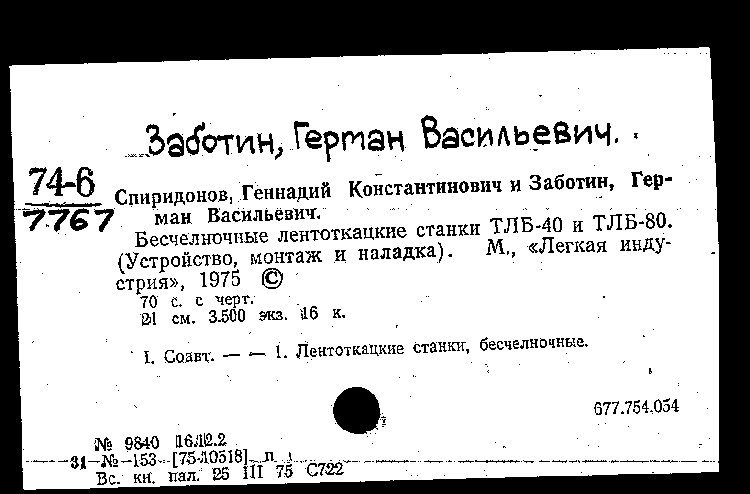 Заботин, Герман Васильевич.
74-6
7767
Спиридонов, Геннадий Константинович и Заботин, Гер-
ман Васильевич.
Бесчелночные лентоткацкие станки ТЛБ-40 и ТЛБ-80.
(Устройство, монтаж и наладка). М., «Легкая инду-
стрия», 1975 ©
70 с. с черт.
21 см. 3.500 экз. 16 к.
I. Соавт. — — 1. Лентоткацкие станки, бесчелночные.
677.754.054
№ 9840 16.12.2
31 № 153 [75-10518] п
Вс. кн. пал. 25 III 75 С722